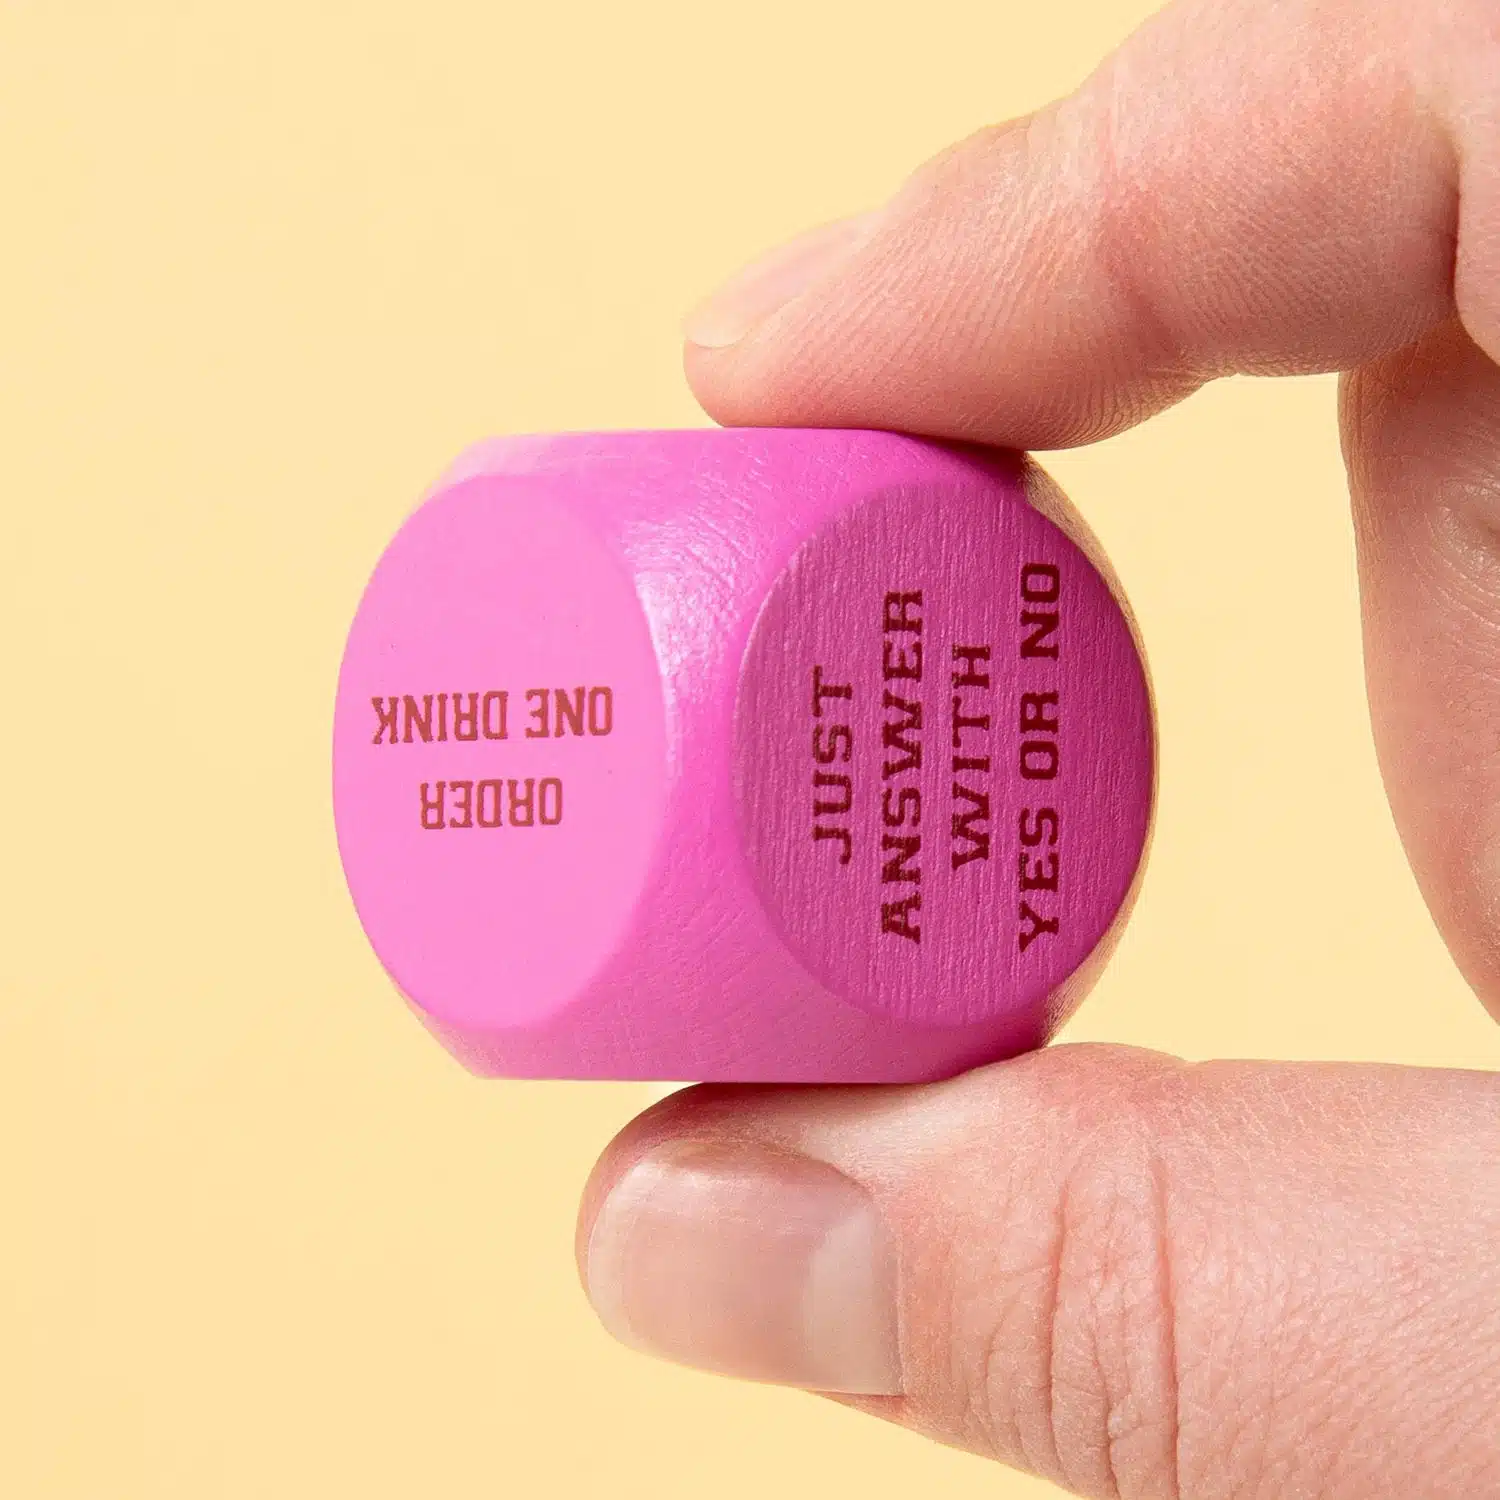 ORDER
ONE DRINK
JUST
ANSWER
WITH
YES OR NO